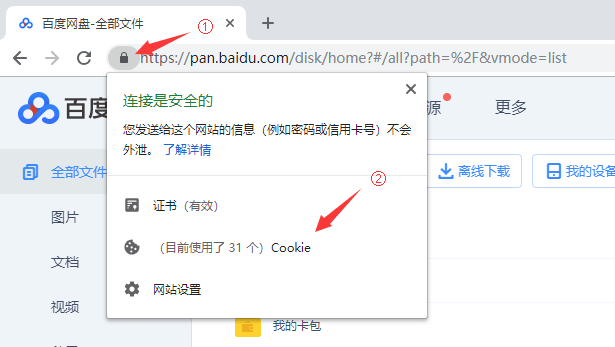 百度网盘-全部文件
①
https://pan.baidu.com/disk/home?#/all?path=%2F&vmode=list
百度
源
更多
连接是安全的
您发送给这个网站的信息（例如密码或信用卡号）不会
外泄。 了解详情
全部文件
离线下载
我的设备
②
证书（有效）
图片
（目前使用了 31 个）Cookie
文档
网站设置
视频
我的卡包